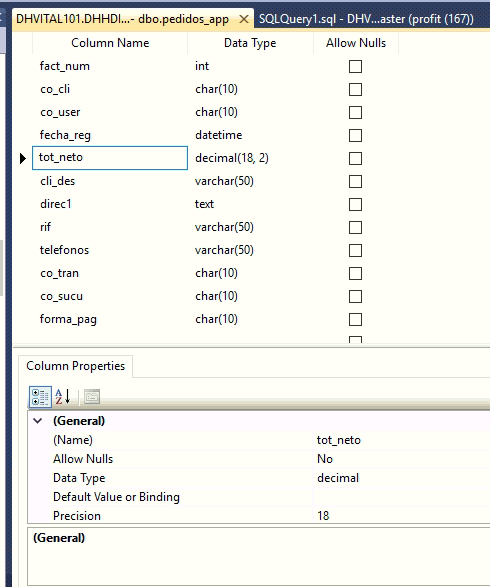 DHVITAL101.DHHDI...- dbo.pedidos_app SQLQuery1.sql - DHV...aster (profit (167))
Column Name Data Type Allow Nulls
fact_num int
co_cli char(10)
co_user char(10)
fecha_reg datetime
tot_neto decimal(18, 2)
cli_des varchar(50)
direc1 text
rif varchar(50)
telefonos varchar(50)
co_tran char(10)
co_sucu char(10)
forma_pag char(10)
Column Properties
(General)
(Name) tot_neto
Allow Nulls No
Data Type decimal
Default Value or Binding
Precision 18
(General)